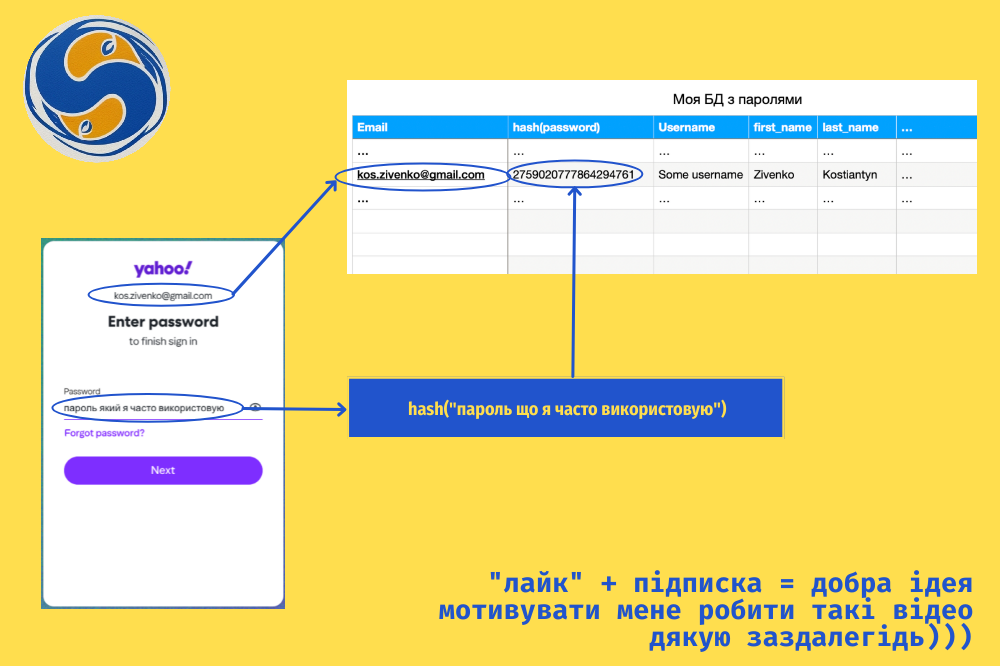 Моя БД з паролями
Email hash(password) Username first_name last_name ...
... ... ... ... ... ...
kos.zivenko@gmail.com 2759020777864294761 Some username Zivenko Kostiantyn ...
... ... ... ... ... ...
yahoo!
kos.zivenko@gmail.com
Enter password
to finish sign in
Password
пароль який я часто використовую
Forgot password?
Next
hash("пароль що я часто використовую")
"лайк" + підписка = добра ідея
мотивувати мене робити такі відео
дякую заздалегідь)))